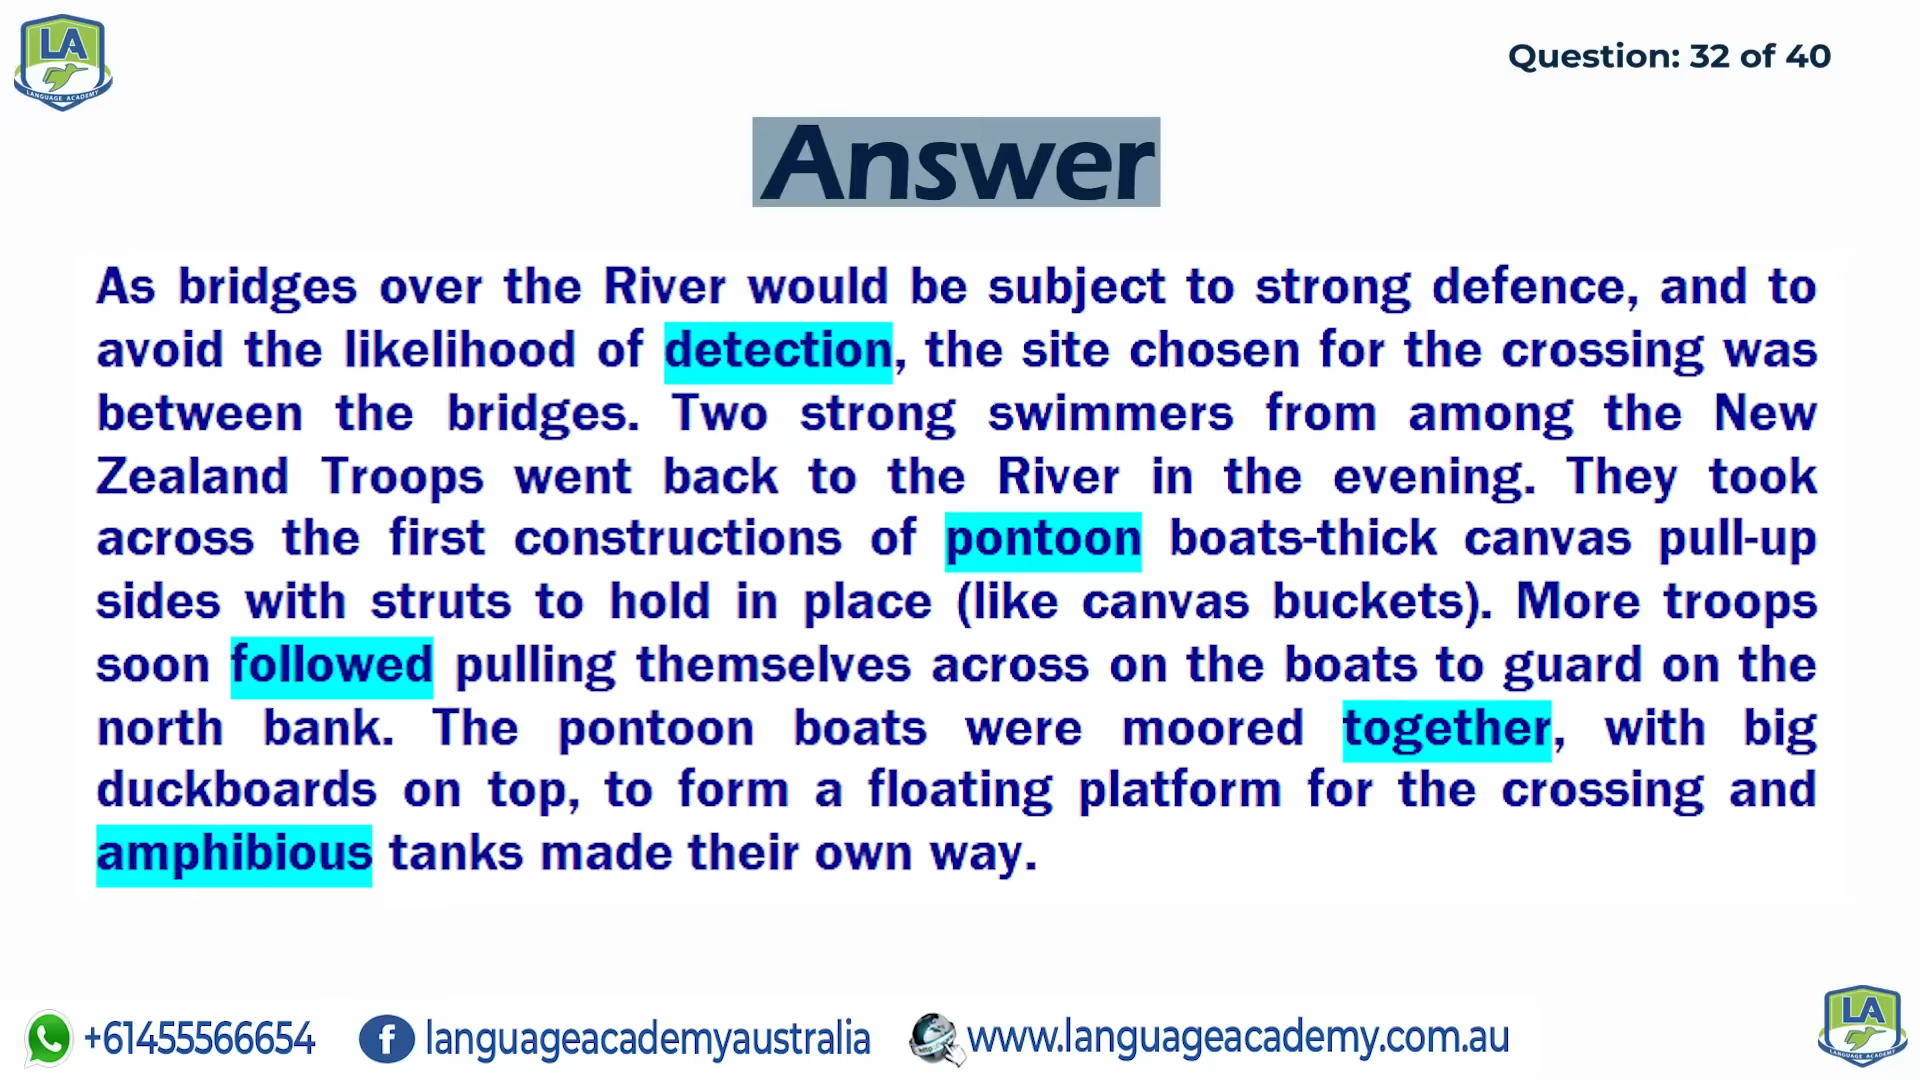 LA
LANGUAGE ACADEMY
Question: 32 of 40
Answer
As bridges over the River would be subject to strong defence, and to
avoid the likelihood of detection, the site chosen for the crossing was
between the bridges. Two strong swimmers from among the New
Zealand Troops went back to the River in the evening. They took
across the first constructions of pontoon boats-thick canvas pull-up
sides with struts to hold in place (like canvas buckets). More troops
soon followed pulling themselves across on the boats to guard on the
north bank. The pontoon boats were moored together, with big
duckboards on top, to form a floating platform for the crossing and
amphibious tanks made their own way.
+61455566654
languageacademyaustralia
www.languageacademy.com.au
LA
LANGUAGE ACADEMY